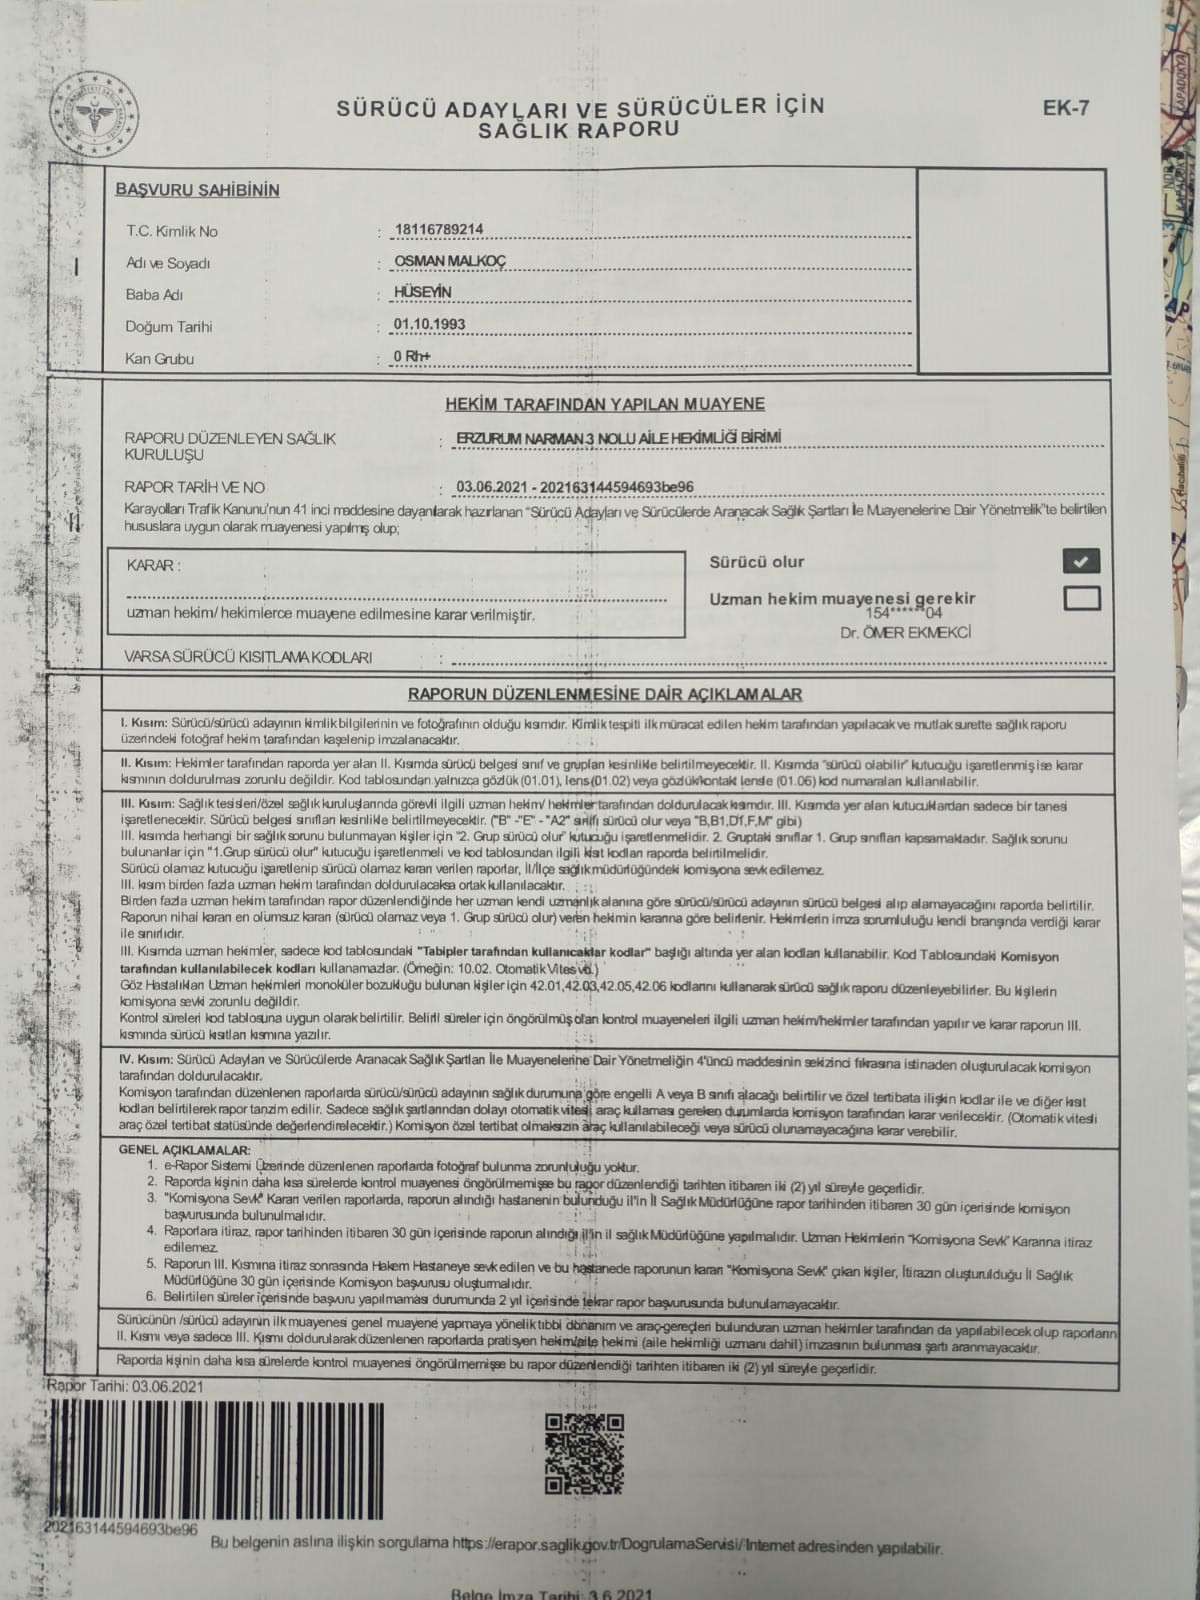 SÜRÜCÜ ADAYLARI VE SÜRÜCÜLER İÇİN
SAĞLIK RAPORU
EK-7
BAŞVURU SAHİBİNİN
T.C. Kimlik No : 18116789214
I
Adı ve Soyadı : OSMAN MALKOÇ
Baba Adı : HÜSEYİN
Doğum Tarihi : 01.10.1993
Kan Grubu : 0 Rh+
HEKİM TARAFINDAN YAPILAN MUAYENE
RAPORU DÜZENLEYEN SAĞLIK : ERZURUM NARMAN 3 NOLU AİLE HEKİMLİĞİ BİRİMİ
KURULUŞU
RAPOR TARİH VE NO : 03.06.2021 - 202163144594693be96
II
Karayolları Trafik Kanunu'nun 41 inci maddesine dayanılarak hazırlanan "Sürücü Adayları ve Sürücülerde Aranacak Sağlık Şartları İle Muayenelerine Dair Yönetmelik"te belirtilen
hususlara uygun olarak muayenesi yapılmış olup;
KARAR :
uzman hekim/ hekimlerce muayene edilmesine karar verilmiştir.
Sürücü olur
Uzman hekim muayenesi gerekir
154******04
Dr. ÖMER EKMEKCİ
VARSA SÜRÜCÜ KISITLAMA KODLARI :
RAPORUN DÜZENLENMESİNE DAİR AÇIKLAMALAR
I. Kısım: Sürücü/sürücü adayının kimlik bilgilerinin ve fotoğrafının olduğu kısımdır. Kimlik tespiti ilk müracat edilen hekim tarafından yapılacak ve mutlak surette sağlık raporu
üzerindeki fotoğraf hekim tarafından kaşelenip imzalanacaktır.
II. Kısım: Hekimler tarafından raporda yer alan II. Kısımda sürücü belgesi sınıf ve grupları kesinlikle belirtilmeyecektir. II. Kısımda "sürücü olabilir" kutucuğu işaretlenmiş ise karar
kısmının doldurulması zorunlu değildir. Kod tablosundan yalnızca gözlük (01.01), lens (01.02) veya gözlük/kontakt lensle (01.06) kod numaraları kullanılabilir.
III. Kısım: Sağlık tesisleri/özel sağlık kuruluşlarında görevli ilgili uzman hekim/ hekimler tarafından doldurulacak kısımdır. III. Kısımda yer alan kutucuklardan sadece bir tanesi
işaretlenecektir. Sürücü belgesi sınıfları kesinlikle belirtilmeyecektir. ("B" -"E" - "A2" sınıfı sürücü olur veya "B,B1,Df,F,M" gibi)
III. kısımda herhangi bir sağlık sorunu bulunmayan kişiler için "2. Grup sürücü olur" kutucuğu işaretlenmelidir. 2. Gruptaki sınıflar 1. Grup sınıfları kapsamaktadır. Sağlık sorunu
bulunanlar için "1.Grup sürücü olur" kutucuğu işaretlenmeli ve kod tablosundan ilgili kısıt kodları raporda belirtilmelidir.
Sürücü olamaz kutucuğu işaretlenip sürücü olamaz kararı verilen raporlar, İl/İlçe sağlık müdürlüğündeki komisyona sevk edilemez.
III. kısım birden fazla uzman hekim tarafından doldurulacaksa ortak kullanılacaktır.
Birden fazla uzman hekim tarafından rapor düzenlendiğinde her uzman kendi uzmanlık alanına göre sürücü/sürücü adayının sürücü belgesi alıp alamayacağını raporda belirtilir.
Raporun nihai kararı en olumsuz kararı (sürücü olamaz veya 1. Grup sürücü olur) veren hekimin kararına göre belirlenir. Hekimlerin imza sorumluluğu kendi branşında verdiği karar
ile sınırlıdır.
III. Kısımda uzman hekimler, sadece kod tablosundaki "Tabipler tarafından kullanıcaklar kodlar" başlığı altında yer alan kodları kullanabilir. Kod Tablosundaki Komisyon
tarafından kullanılabilecek kodları kullanamazlar. (Örneğin: 10.02. Otomatik Vites vb.)
Göz Hastalıkları Uzman hekimleri monoküler bozukluğu bulunan kişiler için 42.01,42.03,42.05,42.06 kodlarını kullanarak sürücü sağlık raporu düzenleyebilirler. Bu kişilerin
komisyona sevki zorunlu değildir.
Kontrol süreleri kod tablosuna uygun olarak belirtilir. Belirli süreler için öngörülmüş olan kontrol muayeneleri ilgili uzman hekim/hekimler tarafından yapılır ve karar raporun III.
kısmında sürücü kısıtları kısmına yazılır.
IV. Kısım: Sürücü Adayları ve Sürücülerde Aranacak Sağlık Şartları İle Muayenelerine Dair Yönetmeliğin 4'üncü maddesinin sekizinci fıkrasına istinaden oluşturulacak komisyon
tarafından doldurulacaktır.
Komisyon tarafından düzenlenen raporlarda sürücü/sürücü adayının sağlık durumuna göre engelli A veya B sınıfı alacağı belirtilir ve özel tertibata ilişkin kodlar ile ve diğer kısıt
kodları belirtilerek rapor tanzim edilir. Sadece sağlık şartlarından dolayı otomatik vitesli araç kullanması gereken durumlarda komisyon tarafından karar verilecektir. (Otomatik vitesli
araç özel tertibat statüsünde değerlendirelecektir.) Komisyon özel tertibat olmaksızın araç kullanılabileceği veya sürücü olunamayacağına karar verebilir.
GENEL AÇIKLAMALAR:
1. e-Rapor Sistemi Üzerinde düzenlenen raporlarda fotoğraf bulunma zorunluluğu yoktur.
2. Raporda kişinin daha kısa sürelerde kontrol muayenesi öngörülmemişse bu rapor düzenlendiği tarihten itibaren iki (2) yıl süreyle geçerlidir.
3. "Komisyona Sevk" Kararı verilen raporlarda, raporun alındığı hastanenin bulunduğu il'in İl Sağlık Müdürlüğüne rapor tarihinden itibaren 30 gün içerisinde komisyon
başvurusunda bulunulmalıdır.
4. Raporlara itiraz, rapor tarihinden itibaren 30 gün içerisinde raporun alındığı il'in il sağlık Müdürlüğüne yapılmalıdır. Uzman Hekimlerin "Komisyona Sevk" Kararına itiraz
edilemez.
5. Raporun III. Kısmına itiraz sonrasında Hakem Hastaneye sevk edilen ve bu hastanede raporunun kararı "Komisyona Sevk" çıkan kişiler, İtirazın oluşturulduğu İl Sağlık
Müdürlüğüne 30 gün içerisinde Komisyon başvurusu oluşturmalıdır.
6. Belirtilen süreler içerisinde başvuru yapılmaması durumunda 2 yıl içerisinde tekrar rapor başvurusunda bulunulamayacaktır.
Sürücünün /sürücü adayının ilk muayenesi genel muayene yapmaya yönelik tıbbi donanım ve araç-gereçleri bulunduran uzman hekimler tarafından da yapılabilecek olup raporların
II. Kısmı veya sadece III. Kısmı doldurularak düzenlenen raporlarda pratisyen hekim/aile hekimi (aile hekimliği uzmanı dahil) imzasının bulunması şartı aranmayacaktır.
Raporda kişinin daha kısa sürelerde kontrol muayenesi öngörülmemişse bu rapor düzenlendiği tarihten itibaren iki (2) yıl süreyle geçerlidir.
Rapor Tarihi: 03.06.2021
202163144594693be96
Bu belgenin aslına ilişkin sorgulama https://erapor.saglik.gov.tr/DogrulamaServisi/ İnternet adresinden yapılabilir.
Belge İmza Tarihi: 3.6.2021